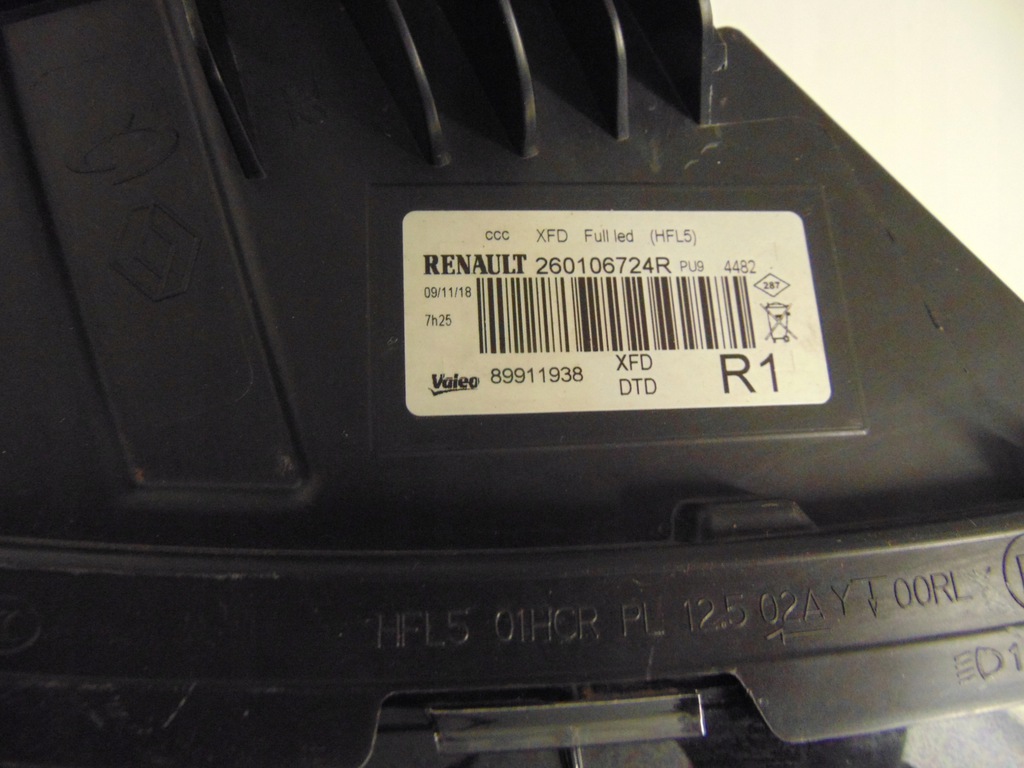 ccc XFD Full led (HFL5)
RENAULT 260106724R PU9 4482
09/11/18
287
7h25
XFD
Valeo 89911938
DTD
R1
HFL5 01HCR PL 12.5 02A Y 00RL
D1